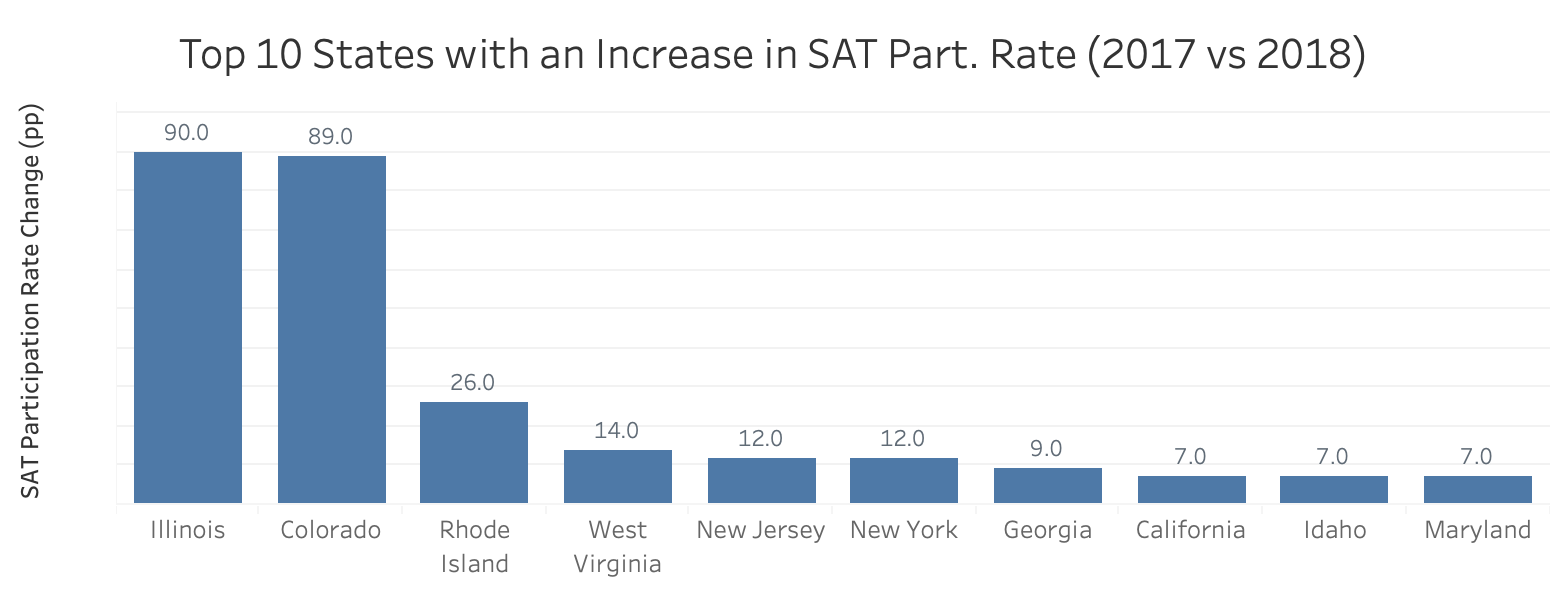 Top 10 States with an Increase in SAT Part. Rate (2017 vs 2018)
SAT Participation Rate Change (pp)
90.0
89.0
26.0
14.0
12.0
12.0
9.0
7.0
7.0
7.0
Illinois
Colorado
Rhode
Island
West
Virginia
New Jersey
New York
Georgia
California
Idaho
Maryland